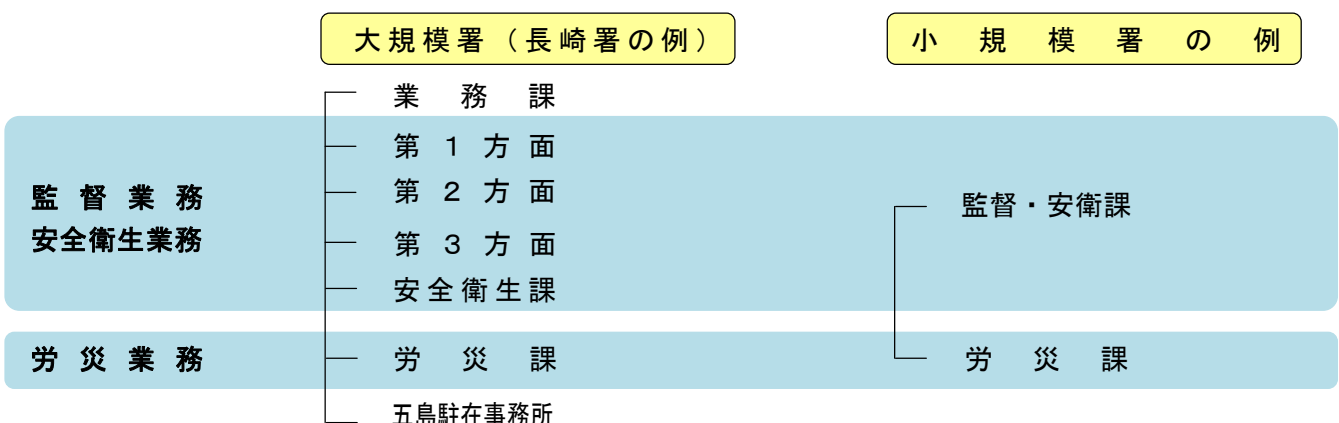 大規模署（長崎署の例）
小規模署の例
業務課
第１方面
第２方面
第３方面
安全衛生課
監督業務
安全衛生業務
監督・安衛課
労災業務
労災課
労災課
五島駐在事務所